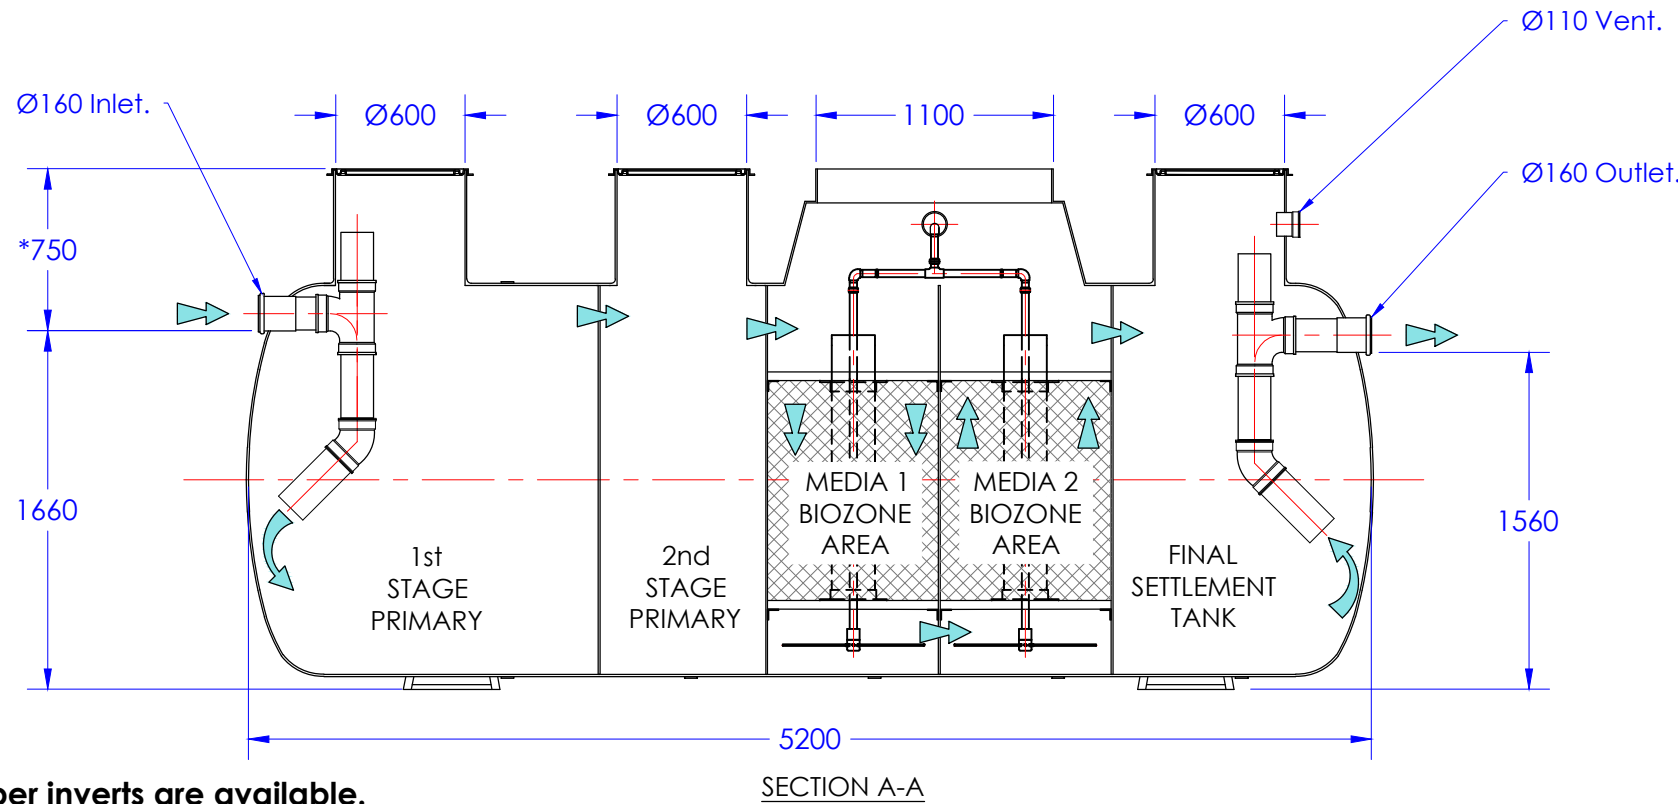 Ø110 Vent.
Ø160 Inlet.
Ø600
Ø600
1100
Ø600
Ø160 Outlet.
*750
1660
1560
MEDIA 1
BIOZONE
AREA
MEDIA 2
BIOZONE
AREA
1st
STAGE
PRIMARY
2nd
STAGE
PRIMARY
FINAL
SETTLEMENT
TANK
5200
SECTION A-A
inverts are available.